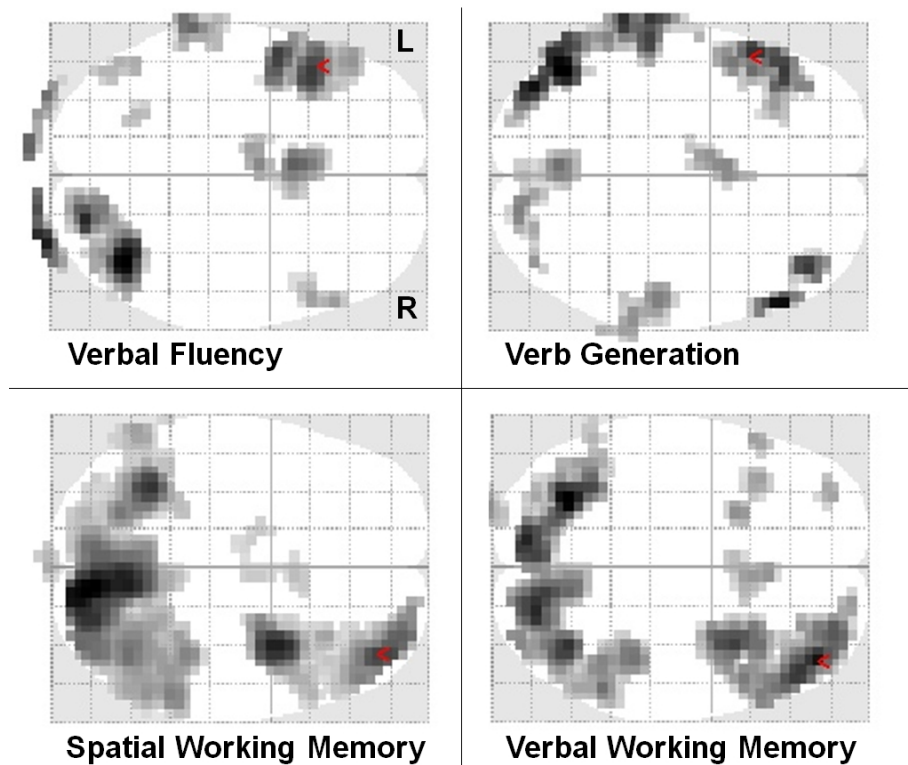 L
R
Verbal Fluency
Verb Generation
Spatial Working Memory
Verbal Working Memory